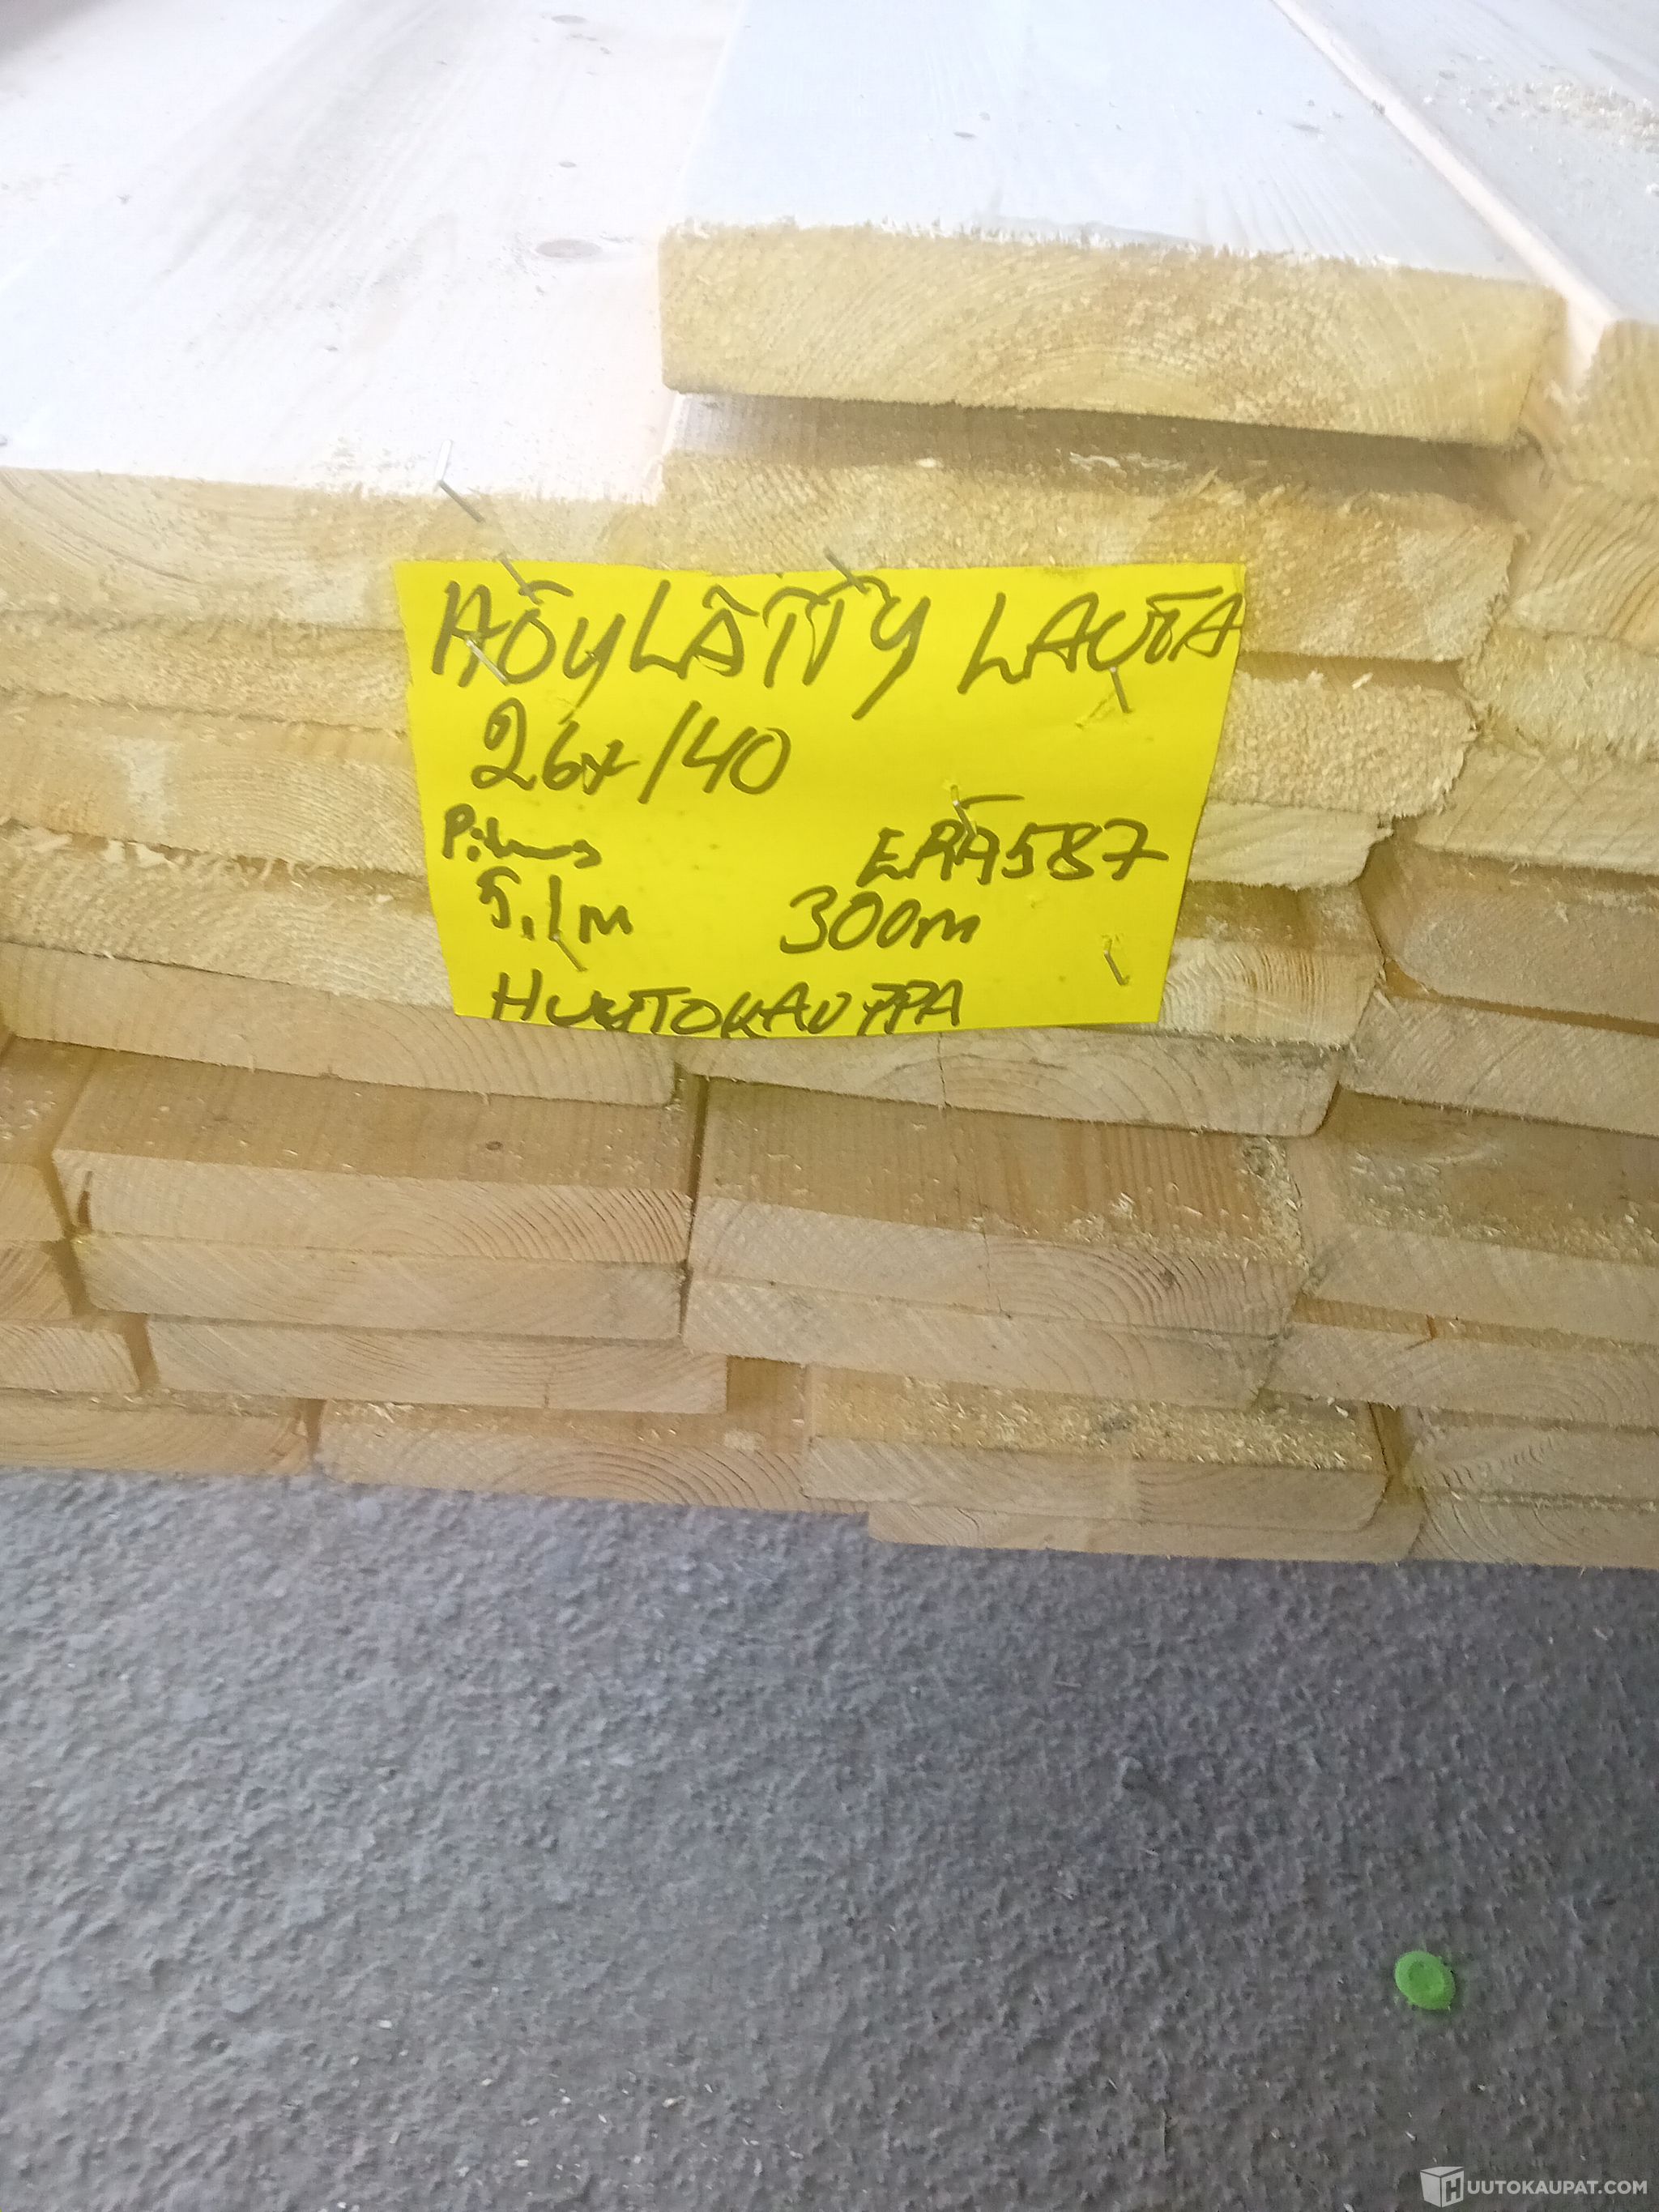 HÖYLÄTTY LAUTA
26x140
Pituus
ERÄ587
5.1m
300m
HUUTOKAUPPA
HUUTOKAUPAT.COM